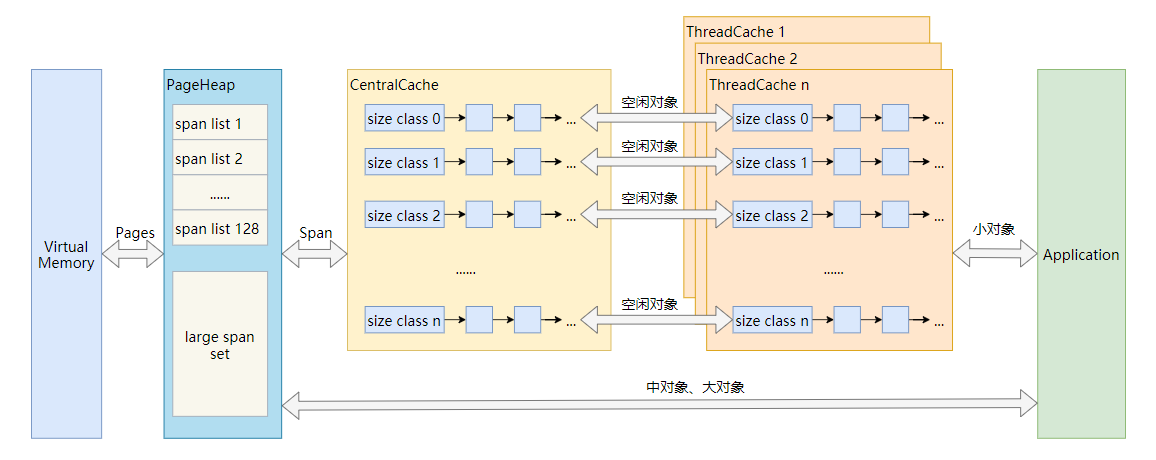 Virtual
Memory
Pages
PageHeap
span list 1
span list 2
......
span list 128
large span
set
Span
CentralCache
size class 0
...
size class 1
...
size class 2
...
......
size class n
...
空闲对象
空闲对象
空闲对象
空闲对象
ThreadCache 1
ThreadCache 2
ThreadCache n
size class 0
...
size class 1
...
size class 2
...
......
size class n
...
小对象
中对象、大对象
Application